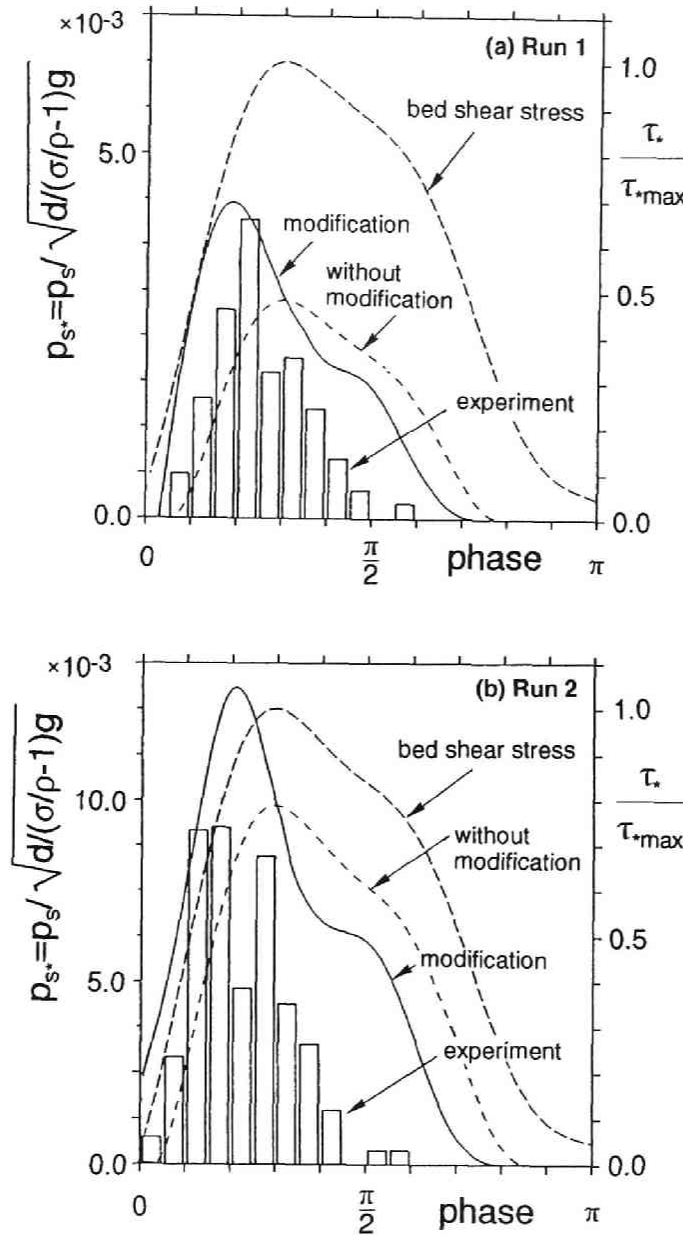 ×10⁻³
(a) Run 1
1.0
bed shear stress
τ*
τ*max
5.0
modification
without
modification
0.5
pₛ*=pₛ/√d/(σ/ρ-1)g
experiment
0.0
0.0
0
π/2
phase
π
×10⁻³
(b) Run 2
1.0
bed shear stress
τ*
τ*max
10.0
without
modification
0.5
5.0
modification
pₛ*=pₛ/√d/(σ/ρ-1)g
experiment
0.0
0.0
0
π/2
phase
π